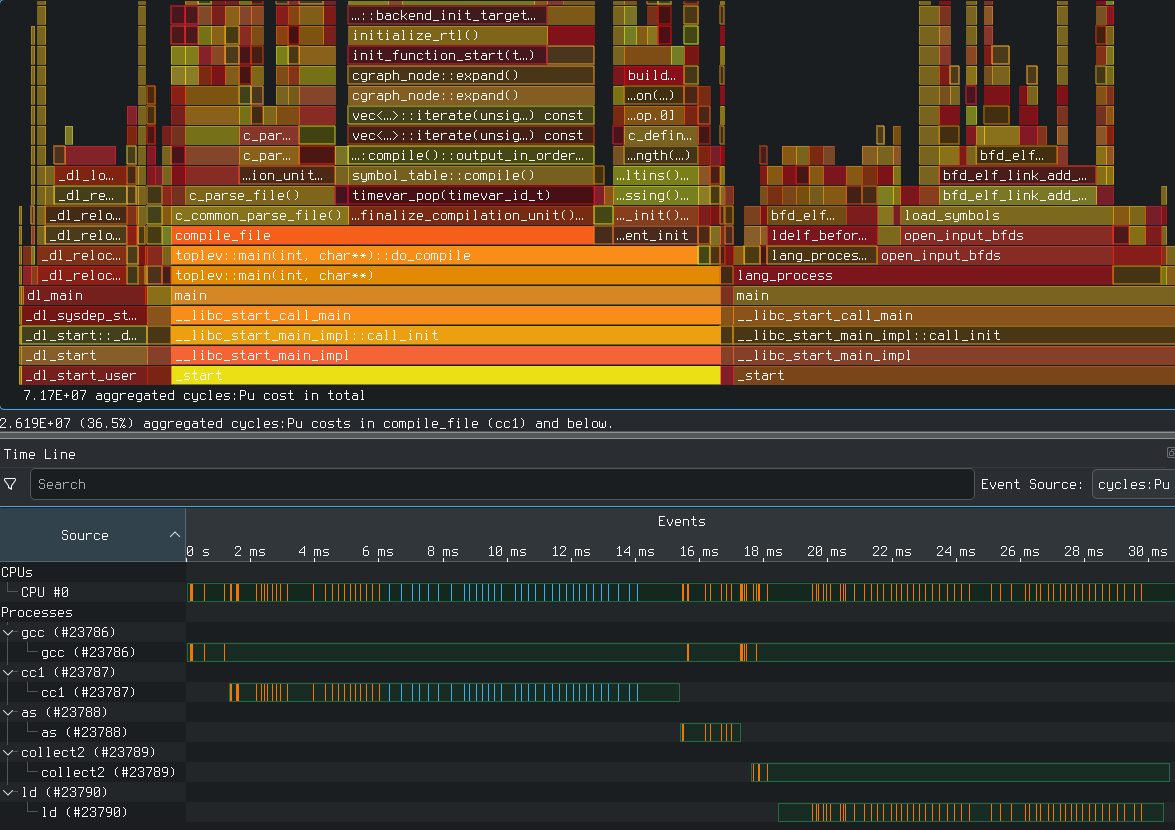 …::backend_init_target…
initialize_rtl()
init_function_start(t…)
cgraph_node::expand() build…
cgraph_node::expand() …on(…)
vec<…>::iterate(unsig…) const …op.0]
c_par… vec<…>::iterate(unsig…) const c_defin…
c_par… …:compile()::output_in_order… …ngth(…) bfd_elf…
_dl_lo… …ion_unit… symbol_table::compile() …ltins()… bfd_elf_link_add_…
_dl_re… c_parse_file() timevar_pop(timevar_id_t) …ssing()… bfd_elf_link_add_…
_dl_relo… c_common_parse_file() …finalize_compilation_unit()… …_init()… bfd_elf… load_symbols
_dl_relo… compile_file …ent_init ldelf_befor… open_input_bfds
_dl_reloc… toplev::main(int, char**)::do_compile lang_proces… open_input_bfds
_dl_reloc… toplev::main(int, char**) lang_process
dl_main main main
_dl_sysdep_st… __libc_start_call_main __libc_start_call_main
_dl_start::_d… __libc_start_main_impl::call_init __libc_start_main_impl::call_init
_dl_start __libc_start_main_impl __libc_start_main_impl
_dl_start_user _start _start
7.17E+07 aggregated cycles:Pu cost in total
2.619E+07 (36.5%) aggregated cycles:Pu costs in compile_file (cc1) and below.
Time Line
Search Event Source: cycles:Pu
Source Events
0 s 2 ms 4 ms 6 ms 8 ms 10 ms 12 ms 14 ms 16 ms 18 ms 20 ms 22 ms 24 ms 26 ms 28 ms 30 ms
CPUs
CPU #0
Processes
gcc (#23786)
gcc (#23786)
cc1 (#23787)
cc1 (#23787)
as (#23788)
as (#23788)
collect2 (#23789)
collect2 (#23789)
ld (#23790)
ld (#23790)